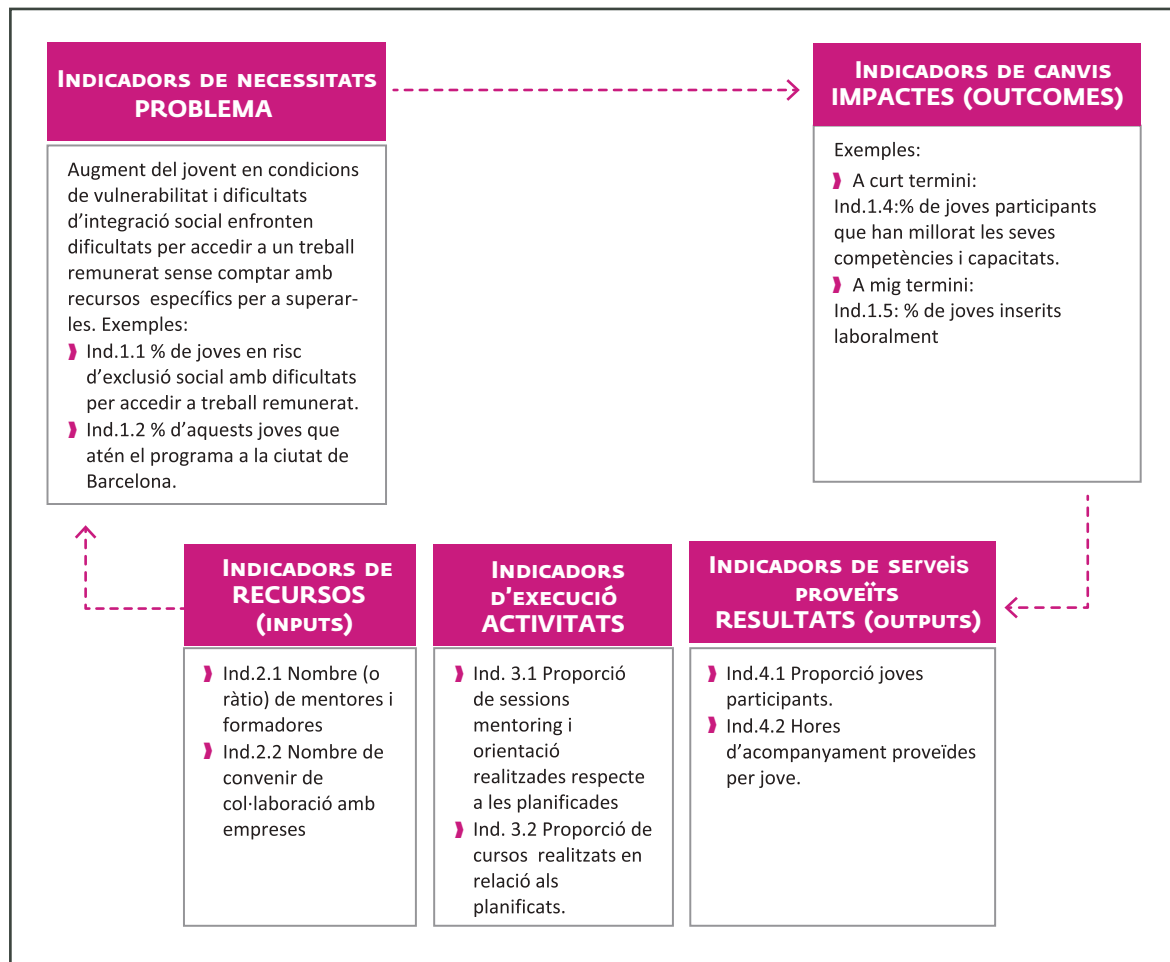 INDICADORS DE NECESSITATS
PROBLEMA
Augment del jovent en condicions
de vulnerabilitat i dificultats
d'integració social enfronten
dificultats per accedir a un treball
remunerat sense comptar amb
recursos específics per a superar-
les. Exemples:
Ind.1.1 % de joves en risc
d'exclusió social amb dificultats
per accedir a treball remunerat.
Ind.1.2 % d'aquests joves que
atén el programa a la ciutat de
Barcelona.
INDICADORS DE CANVIS
IMPACTES (OUTCOMES)
Exemples:
A curt termini:
Ind.1.4:% de joves participants
que han millorat les seves
competències i capacitats.
A mig termini:
Ind.1.5: % de joves inserits
laboralment
INDICADORS DE
RECURSOS
(INPUTS)
Ind.2.1 Nombre (o
ràtio) de mentores i
formadores
Ind.2.2 Nombre de
convenir de
col·laboració amb
empreses
INDICADORS
D'EXECUCIÓ
ACTIVITATS
Ind. 3.1 Proporció
de sessions
mentoring i
orientació
realitzades respecte
a les planificades
Ind. 3.2 Proporció de
cursos realitzats en
relació als
planificats.
INDICADORS DE SErveis
PROVEÏTS
RESULTATS (OUTPUTS)
Ind.4.1 Proporció joves
participants.
Ind.4.2 Hores
d'acompanyament proveïdes
per jove.